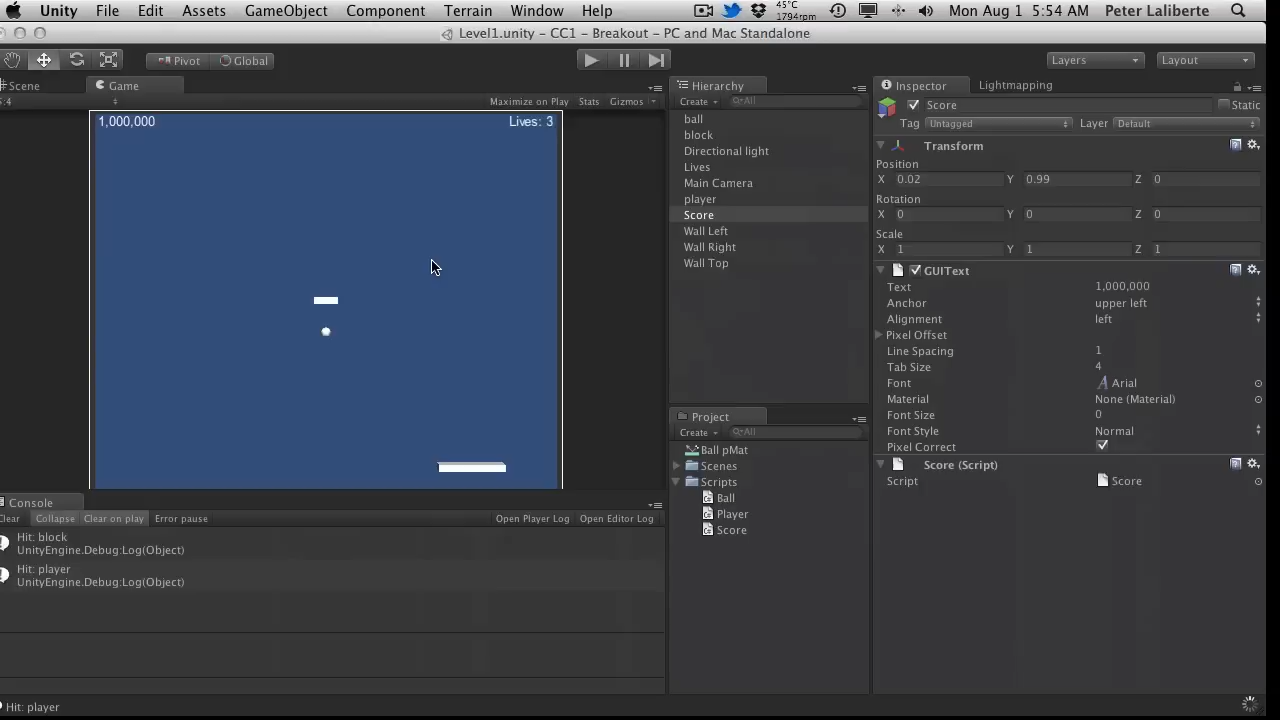 Unity File Edit Assets GameObject Component Terrain Window Help 45°C 1794rpm Mon Aug 1 5:54 AM Peter Laliberte
Level1.unity - CC1 - Breakout - PC and Mac Standalone
Pivot Global Layers Layout
Scene Game
Maximize on Play Stats Gizmos
1,000,000 Lives: 3
Hierarchy
Create All
ball
block
Directional light
Lives
Main Camera
player
Score
Wall Left
Wall Right
Wall Top
Project
Create All
Ball pMat
Scenes
Scripts
Ball
Player
Score
Inspector Lightmapping
Score Static
Tag Untagged Layer Default
Transform
Position
X 0.02 Y 0.99 Z 0
Rotation
X 0 Y 0 Z 0
Scale
X 1 Y 1 Z 1
GUIText
Text 1,000,000
Anchor upper left
Alignment left
Pixel Offset
Line Spacing 1
Tab Size 4
Font Arial
Material None (Material)
Font Size 0
Font Style Normal
Pixel Correct
Score (Script)
Script Score
Console
Clear Collapse Clear on play Error pause Open Player Log Open Editor Log
Hit: block
UnityEngine.Debug:Log(Object)
Hit: player
UnityEngine.Debug:Log(Object)
Hit: player